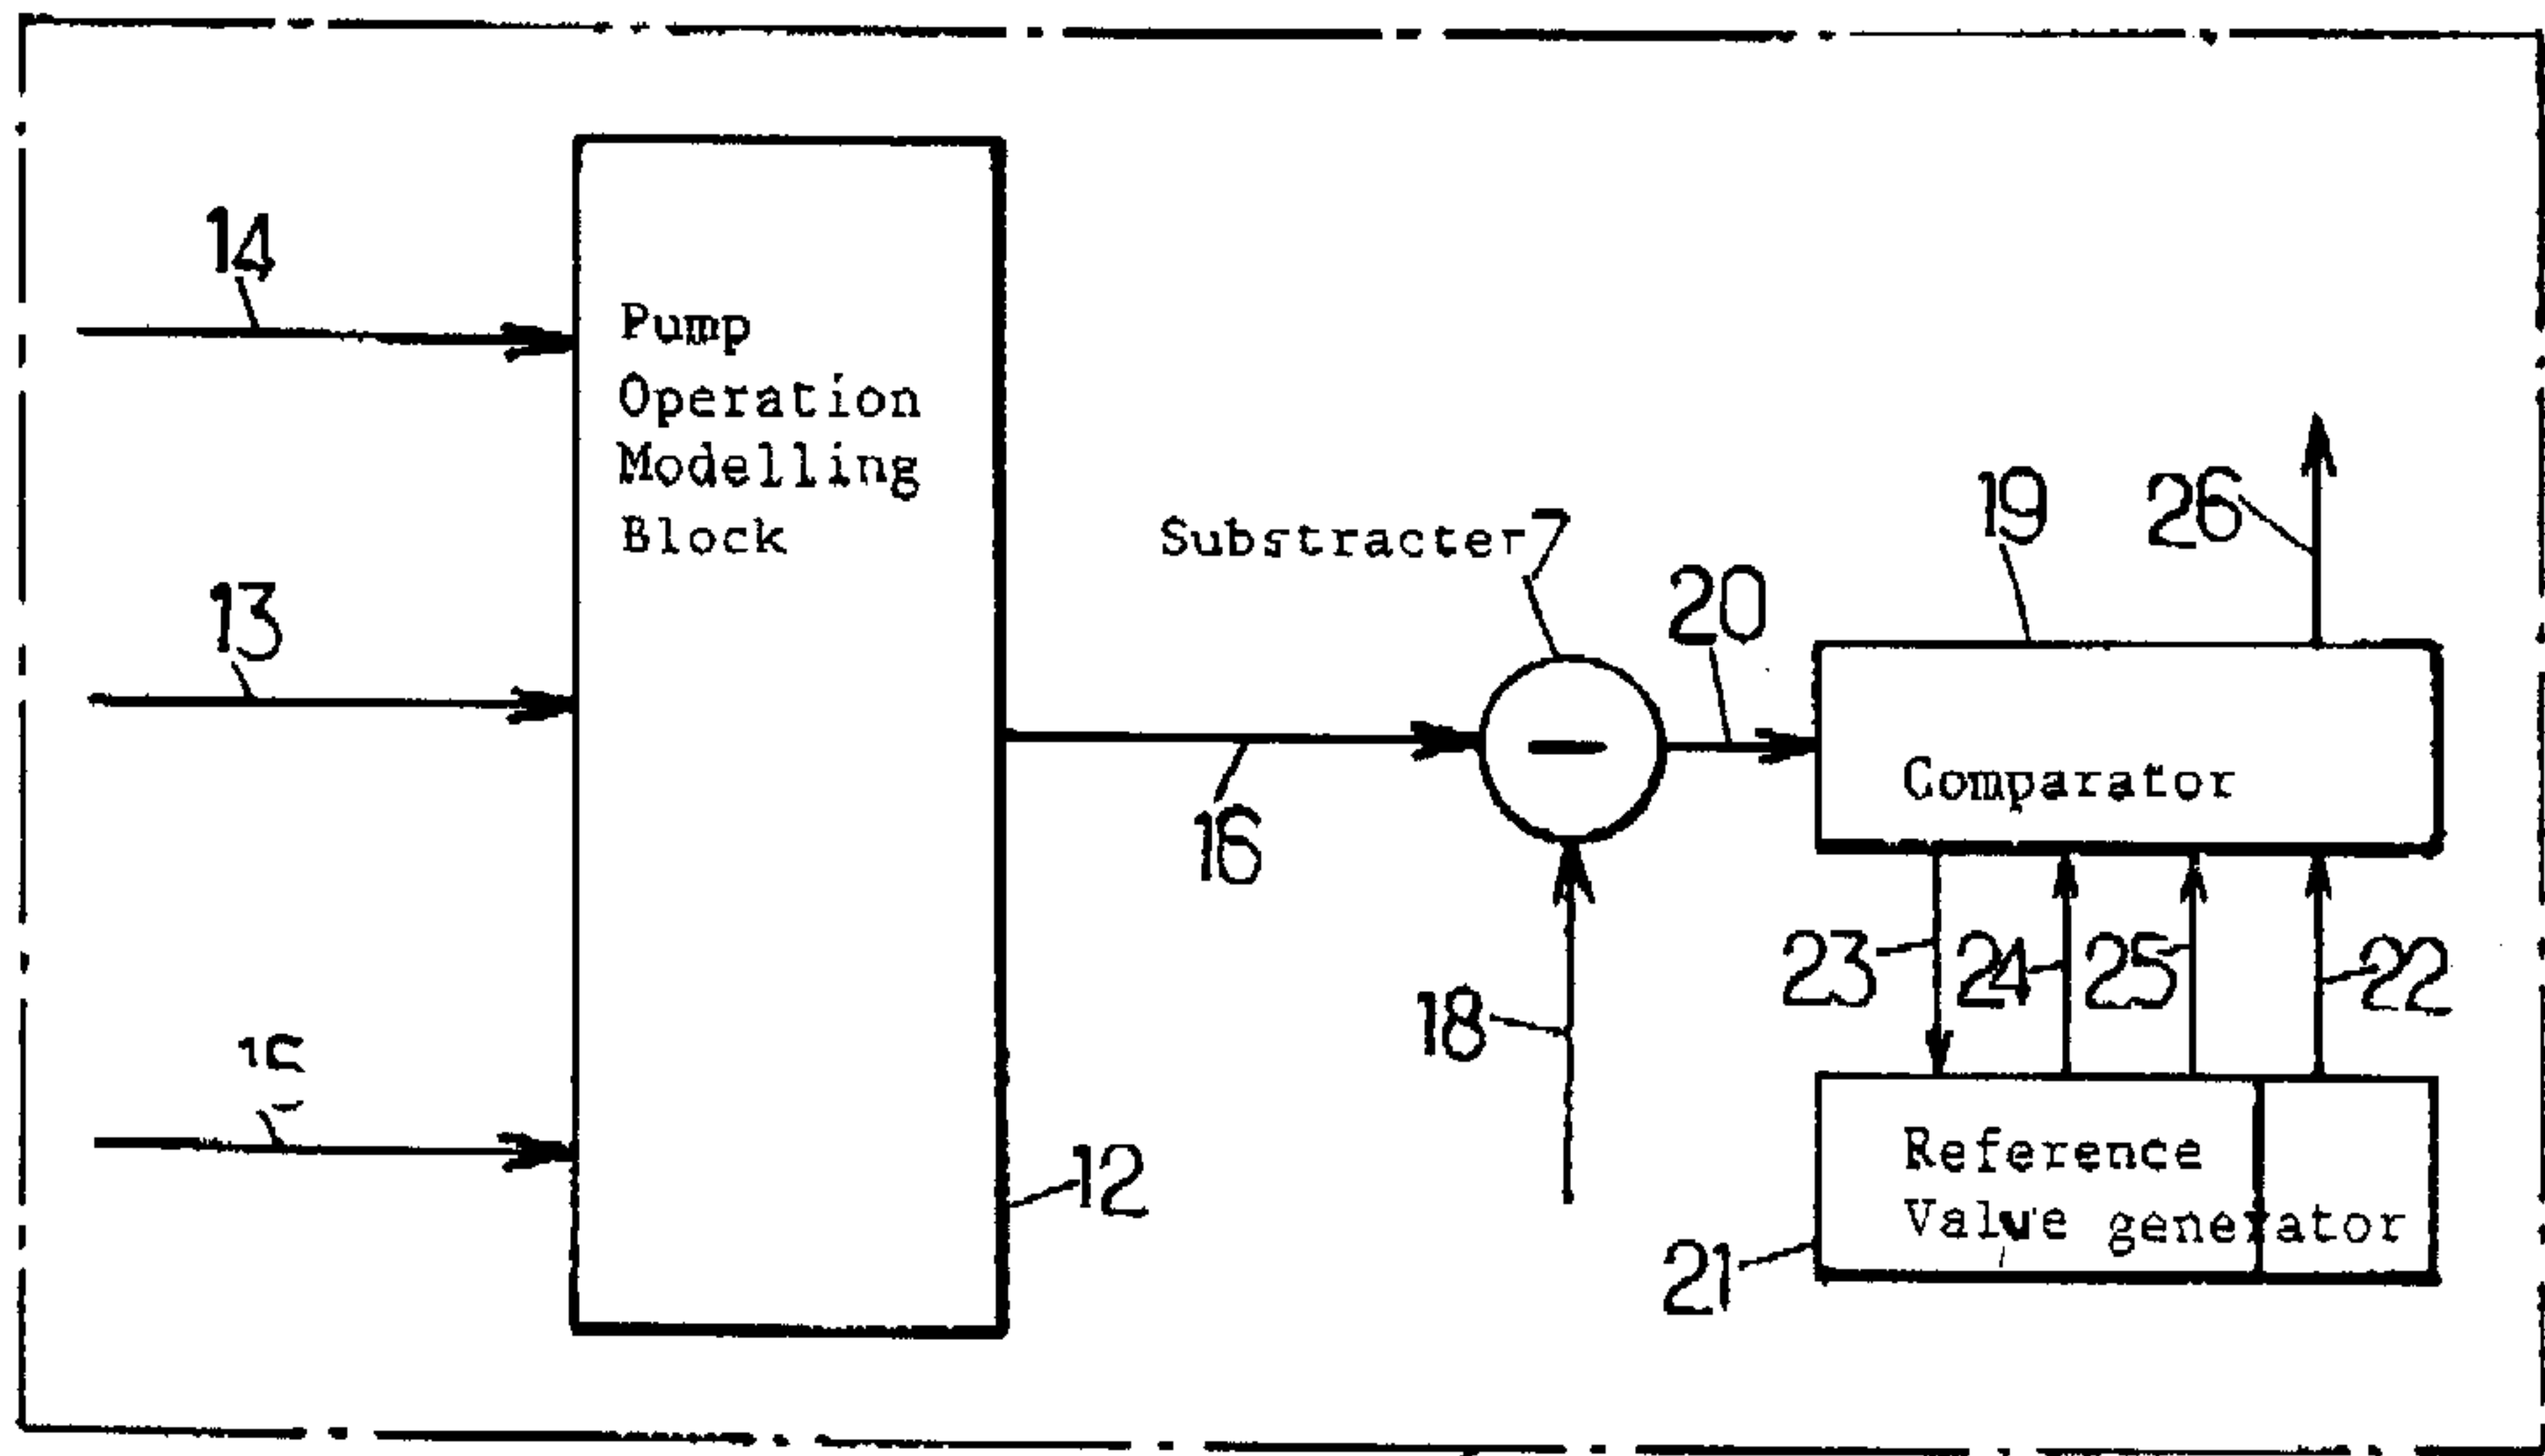 14
Pump
Operation
Modelling
Block
13
12
16
Substracter 7
20
18
19
26
Comparator
23
24
25
22
Reference
Value generator
21